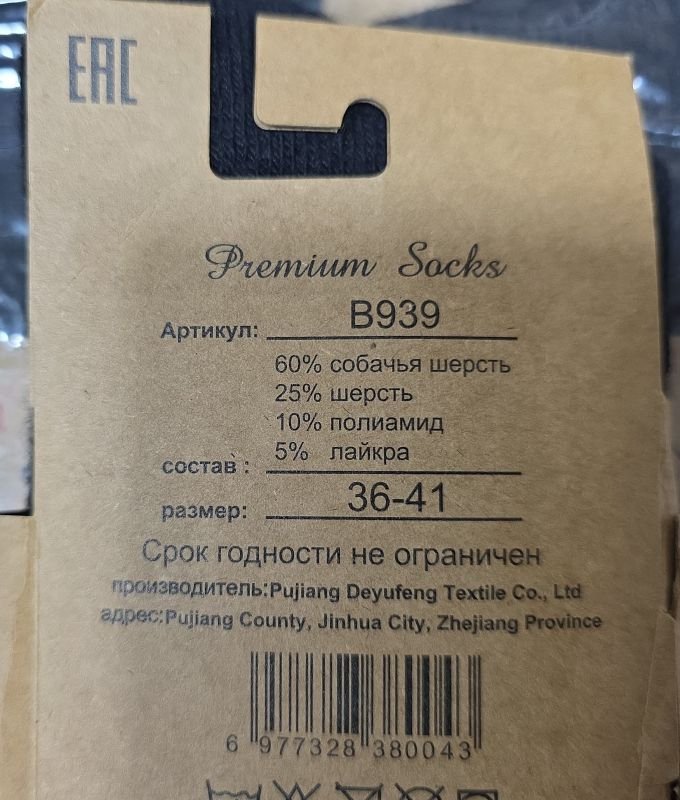 EAC
Premium Socks
Артикул: B939
60% собачья шерсть
25% шерсть
10% полиамид
5% лайкра
состав :
размер: 36-41
Срок годности не ограничен
производитель:Pujiang Deyufeng Textile Co., Ltd
адрес:Pujiang County, Jinhua City, Zhejiang Province
6 977328 380043